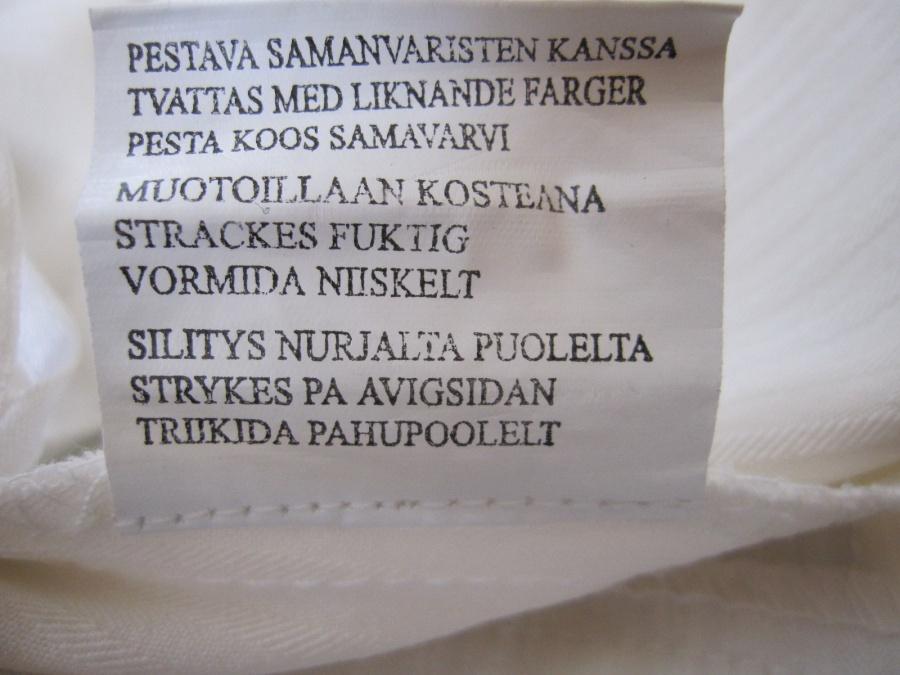 PESTAVA SAMANVARISTEN KANSSA
TVATTAS MED LIKNANDE FARGER
PESTA KOOS SAMAVARVI
MUOTOILLAAN KOSTEANA
STRACKES FUKTIG
VORMIDA NIISKELT
SILITYS NURJALTA PUOLELTA
STRYKES PA AVIGSIDAN
TRIIKIDA PAHUPOOLELT